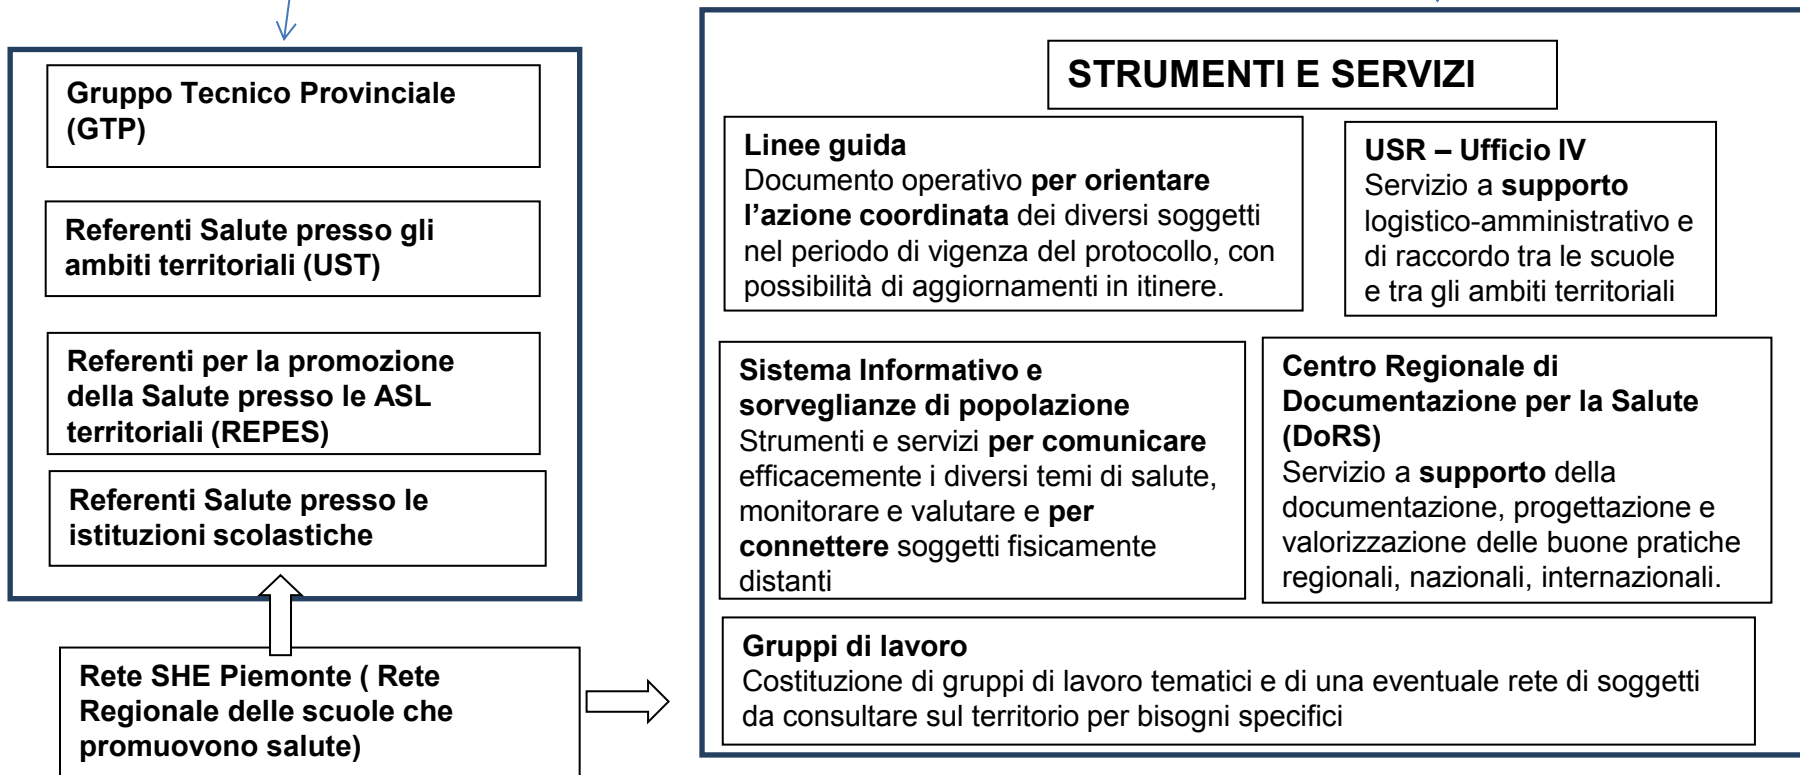 Gruppo Tecnico Provinciale
(GTP)
Referenti Salute presso gli
ambiti territoriali (UST)
Referenti per la promozione
della Salute presso le ASL
territoriali (REPES)
Referenti Salute presso le
istituzioni scolastiche
Rete SHE Piemonte ( Rete
Regionale delle scuole che
promuovono salute)
STRUMENTI E SERVIZI
Linee guida
Documento operativo per orientare
l’azione coordinata dei diversi soggetti
nel periodo di vigenza del protocollo, con
possibilità di aggiornamenti in itinere.
USR – Ufficio IV
Servizio a supporto
logistico-amministrativo e
di raccordo tra le scuole
e tra gli ambiti territoriali
Sistema Informativo e
sorveglianze di popolazione
Strumenti e servizi per comunicare
efficacemente i diversi temi di salute,
monitorare e valutare e per
connettere soggetti fisicamente
distanti
Centro Regionale di
Documentazione per la Salute
(DoRS)
Servizio a supporto della
documentazione, progettazione e
valorizzazione delle buone pratiche
regionali, nazionali, internazionali.
Gruppi di lavoro
Costituzione di gruppi di lavoro tematici e di una eventuale rete di soggetti
da consultare sul territorio per bisogni specifici